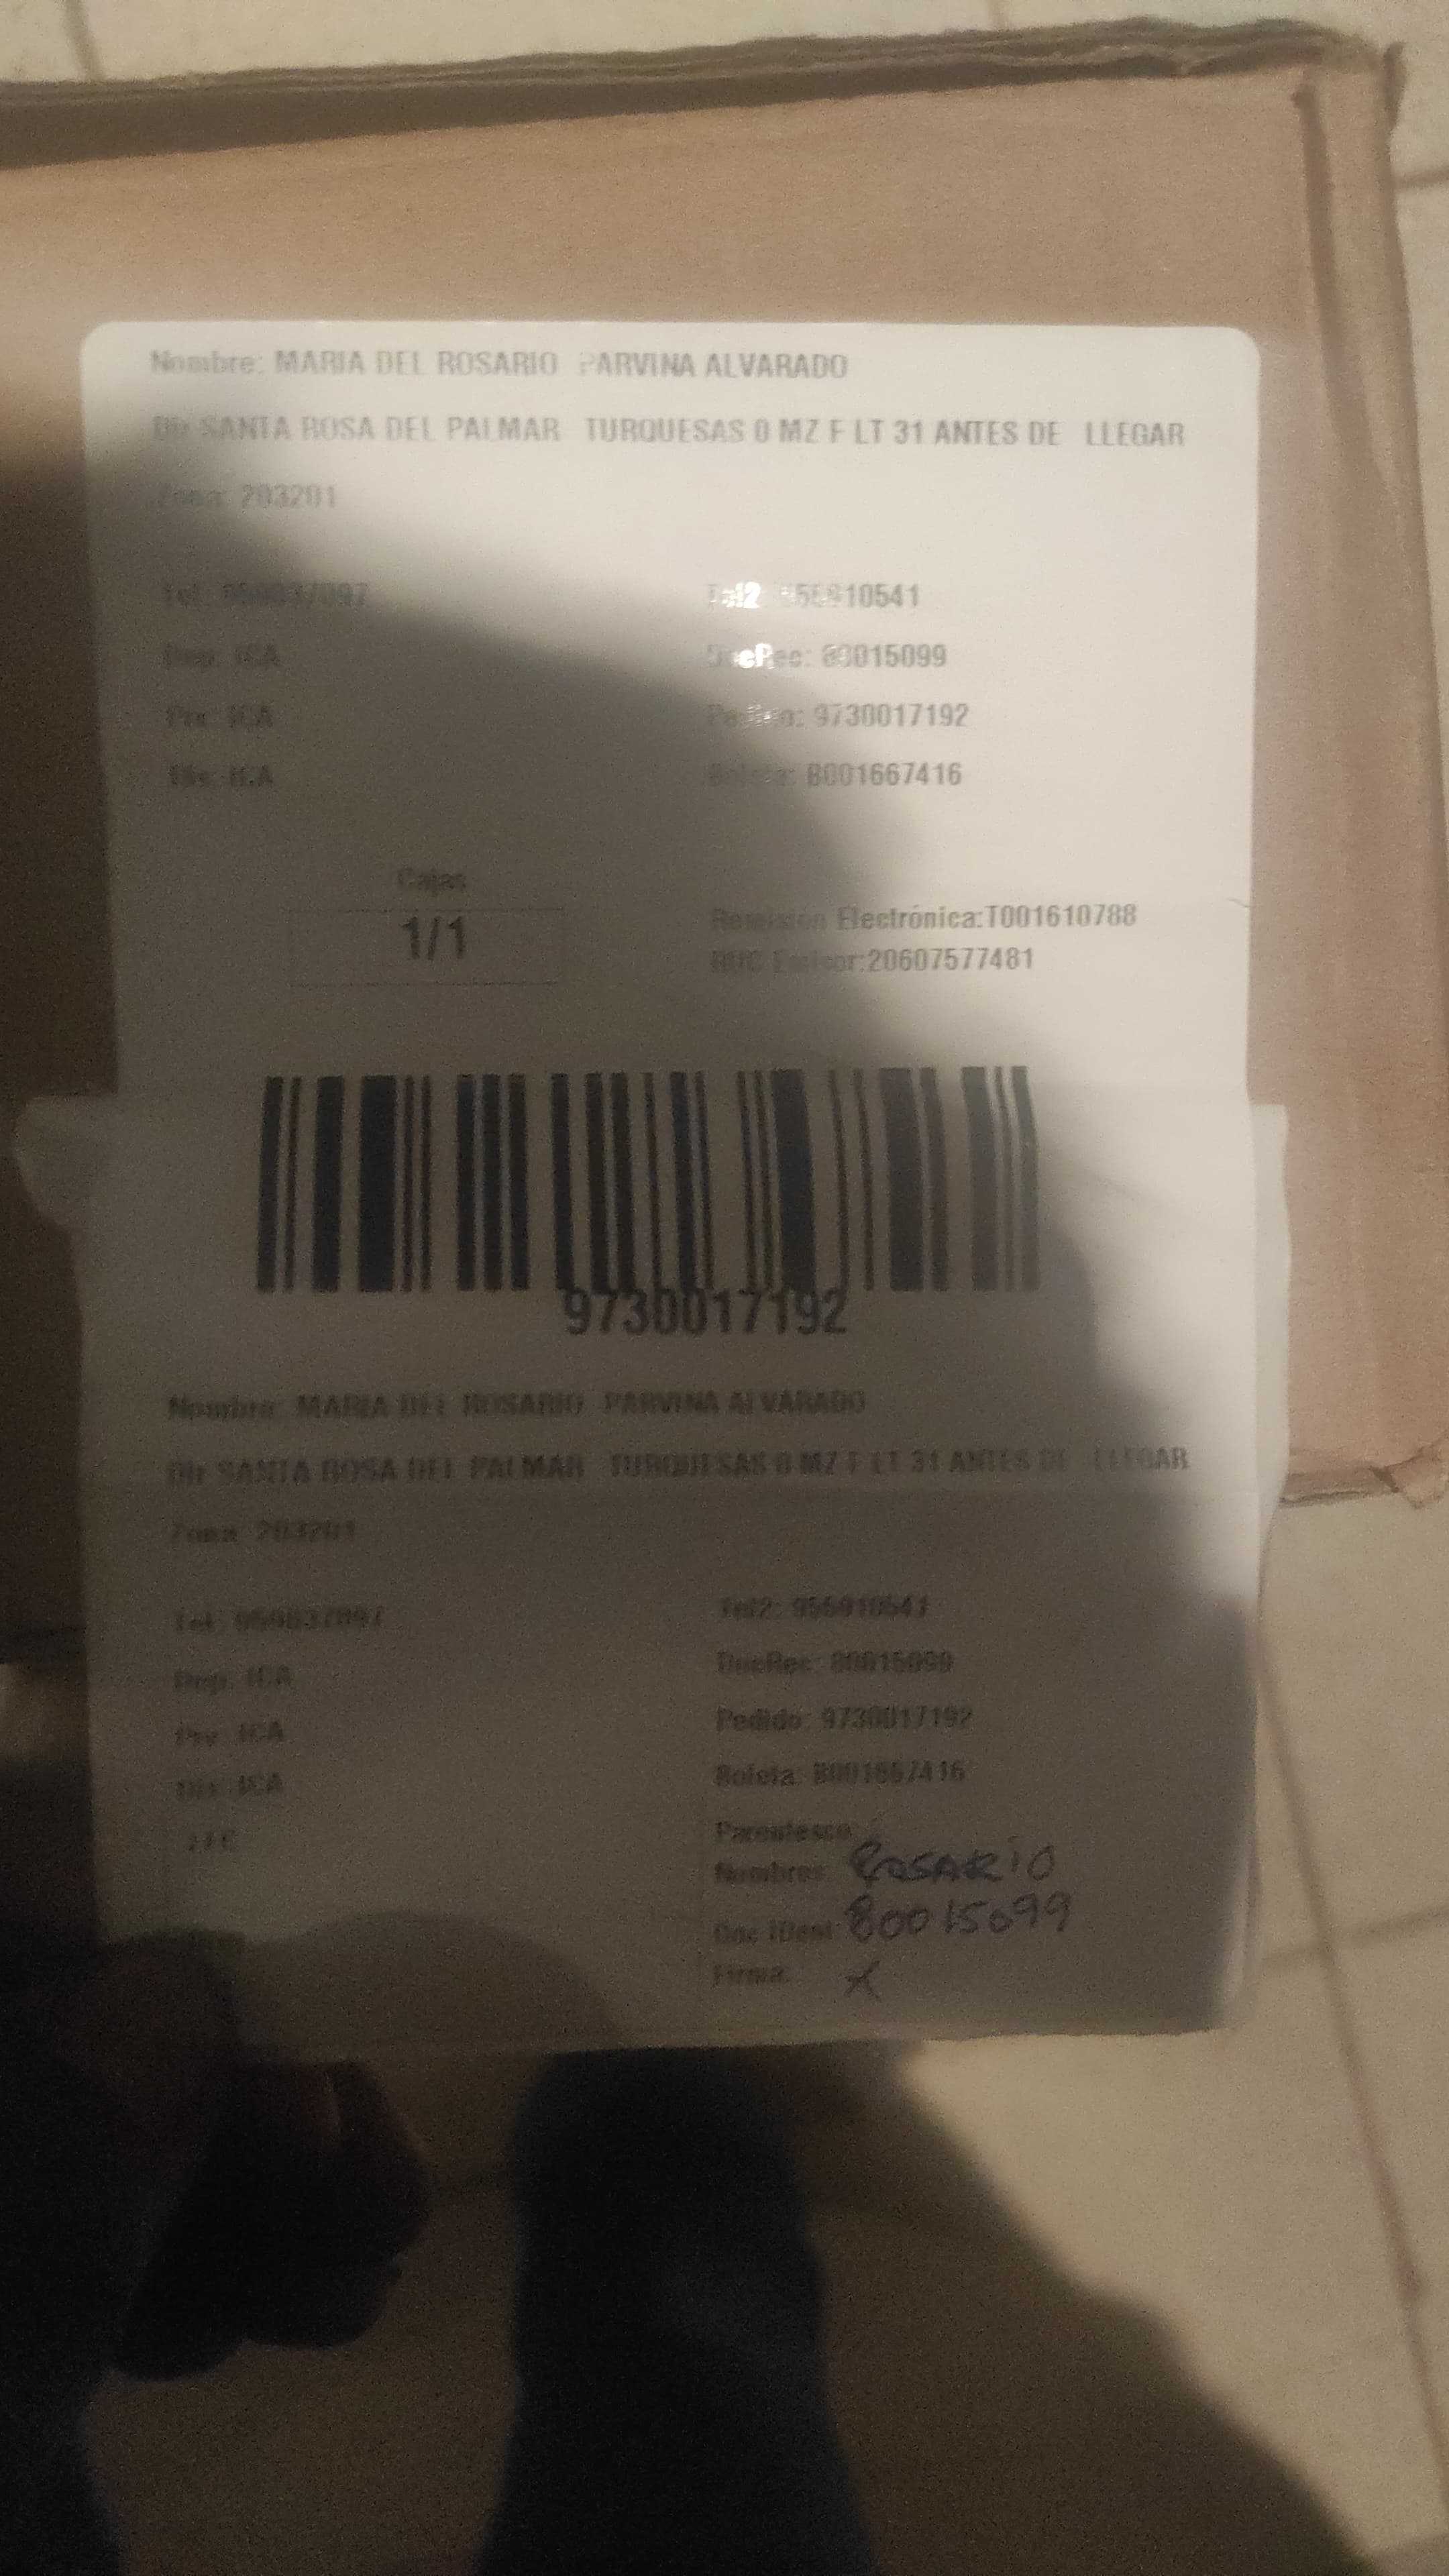 Nombre: MARIA DEL ROSARIO PARVINA ALVARADO
Dir SANTA ROSA DEL PALMAR TURQUESAS 0 MZ F LT 31 ANTES DE LLEGAR
Zona: 203201
Tel: Tel2
Dep: ICA DocRec: 80015099
Prv: ICA Pedido: 9730017192
Dis: ICA Boleta: B001667416
Cajas
1/1
Remisión Electrónica:T001610788
RUC Emisor:20607577481
9730017192
Nombre: MARIA DEL ROSARIO PARVINA ALVARADO
Dir SANTA ROSA DEL PALMAR TURQUESAS 0 MZ F LT 31 ANTES DE LLEGAR
Zona: 203201
Tel: Tel2: 956910541
Dep: ICA DocRec: 80015099
Prv: ICA Pedido: 9730017192
Dis: ICA Boleta: B001667416
Parentesco:
Nombres: ROSARIO
Doc IDent: 80015099
Firma: X